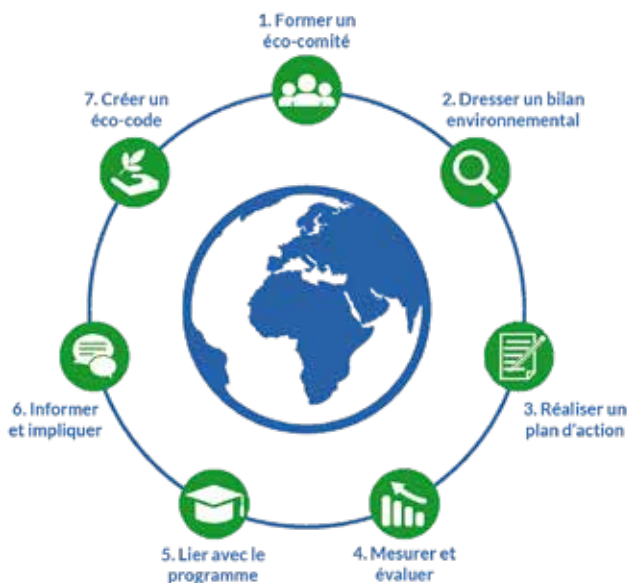 1. Former un
éco-comité
2. Dresser un bilan
environnemental
3. Réaliser un
plan d'action
4. Mesurer et
évaluer
5. Lier avec le
programme
6. Informer
et impliquer
7. Créer un
éco-code